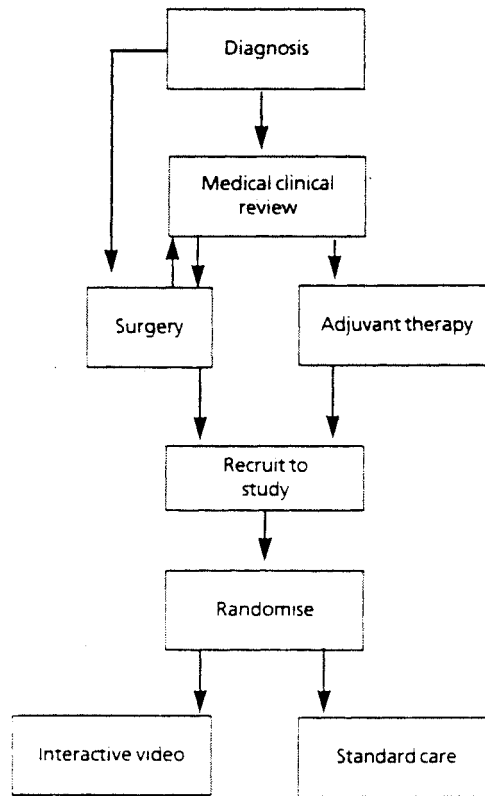 Diagnosis
Medical clinical
review
Surgery
Adjuvant therapy
Recruit to
study
Randomise
Interactive video
Standard care